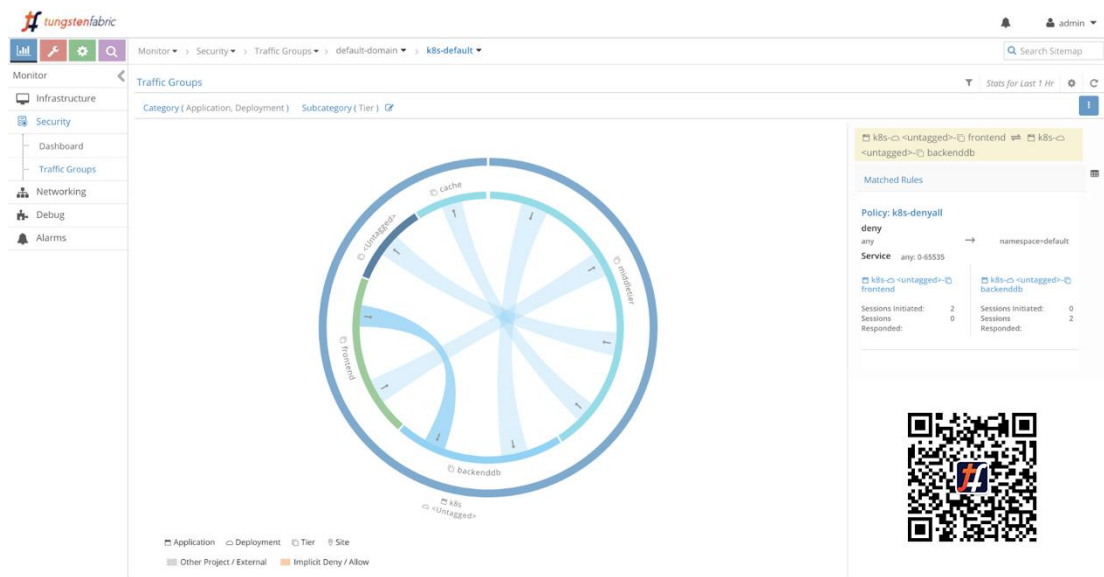 tungstenfabric
admin
Monitor > Security > Traffic Groups > default-domain > k8s-default
Search Sitemap
Monitor
Infrastructure
Security
Dashboard
Traffic Groups
Networking
Debug
Alarms
Traffic Groups
Stats for Last 1 Hr
Category ( Application, Deployment ) Subcategory ( Tier )
cache
<Untagged>
middletier
frontend
backenddb
k8s
<Untagged>
Application Deployment Tier Site
Other Project / External Implicit Deny / Allow
k8s- <untagged>- frontend ⇌ k8s-
<untagged>- backenddb
Matched Rules
Policy: k8s-denyall
deny
any → namespace=default
Service any: 0-65535
k8s- <untagged>-
frontend
Sessions Initiated: 2
Sessions 0
Responded:
k8s- <untagged>-
backenddb
Sessions Initiated: 0
Sessions 2
Responded: